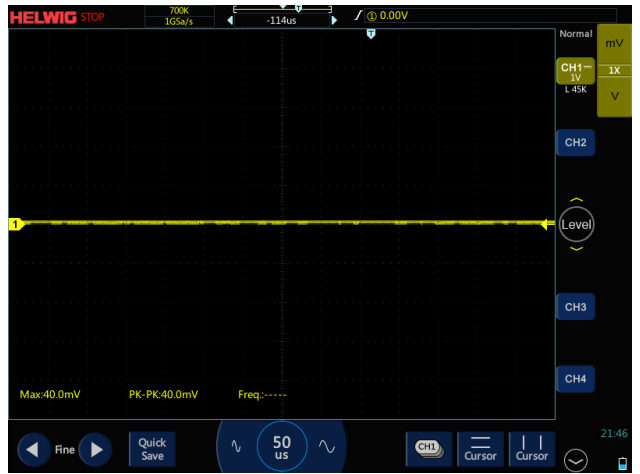 HELWIG STOP
700K
1GSa/s
T
-114us
① 0.00V
T
Normal
mV
CH1
1V
1X
L 45K
V
CH2
1
Level
CH3
CH4
Max:40.0mV PK-PK:40.0mV Freq.:-----
21:46
Fine
Quick
Save
50
us
CH1
Cursor
Cursor